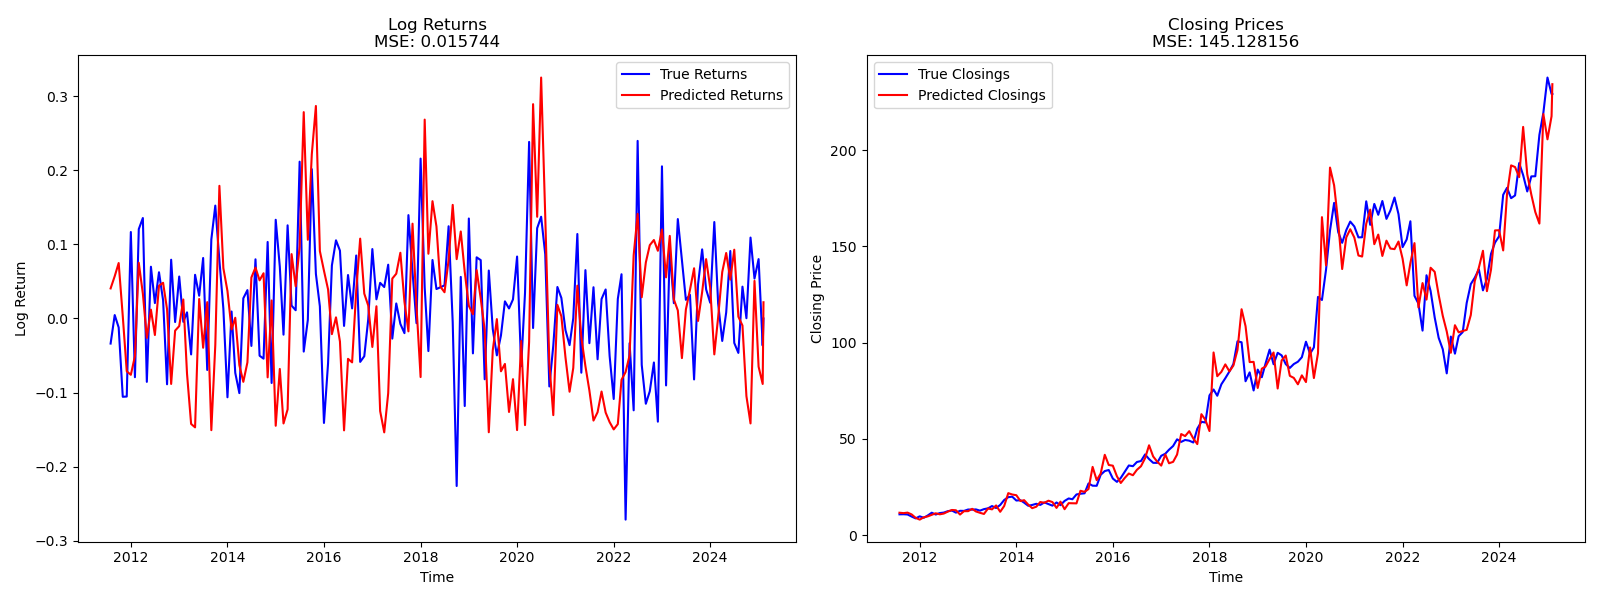 Log Returns
MSE: 0.015744
True Returns
Predicted Returns
Log Return
0.3
0.2
0.1
0.0
−0.1
−0.2
−0.3
2012
2014
2016
2018
2020
2022
2024
Time
Closing Prices
MSE: 145.128156
True Closings
Predicted Closings
Closing Price
200
150
100
50
0
2012
2014
2016
2018
2020
2022
2024
Time